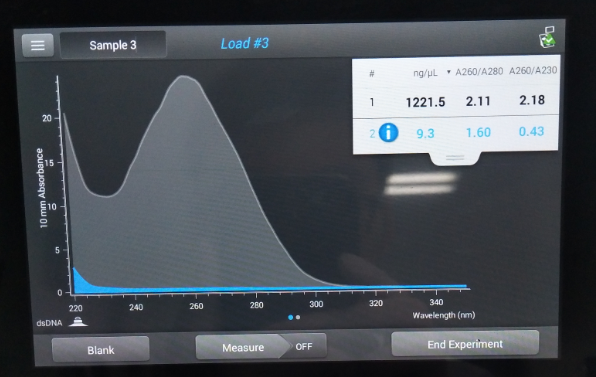 Sample 3
Load #3
# ng/µL A260/A280 A260/A230
1 1221.5 2.11 2.18
2 i 9.3 1.60 0.43
10 mm Absorbance
20
15
10
5
0
220 240 260 280 300 320 340
Wavelength (nm)
dsDNA
Blank
Measure OFF
End Experiment